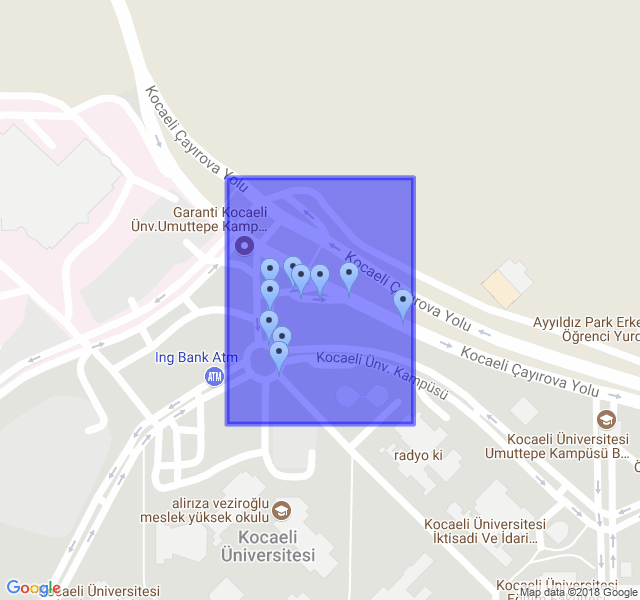 Kocaeli Çayırova Yolu
Garanti Kocaeli
Ünv.Umuttepe Kamp...
Kocaeli Çayırova Yolu
Ayyıldız Park Erke
Öğrenci Yurd
Ing Bank Atm
ATM
Kocaeli Ünv. Kampüsü
Kocaeli Çayırova Yolu
Kocaeli Üniversitesi
Umuttepe Kampüsü B...
radyo ki
alirıza veziroğlu
meslek yüksek okulu
Kocaeli
Üniversitesi
Kocaeli Üniversitesi
İktisadi Ve İdari...
Kocaeli Üniversitesi
Kocaeli Üniversitesi
Google
Map data ©2018 Google